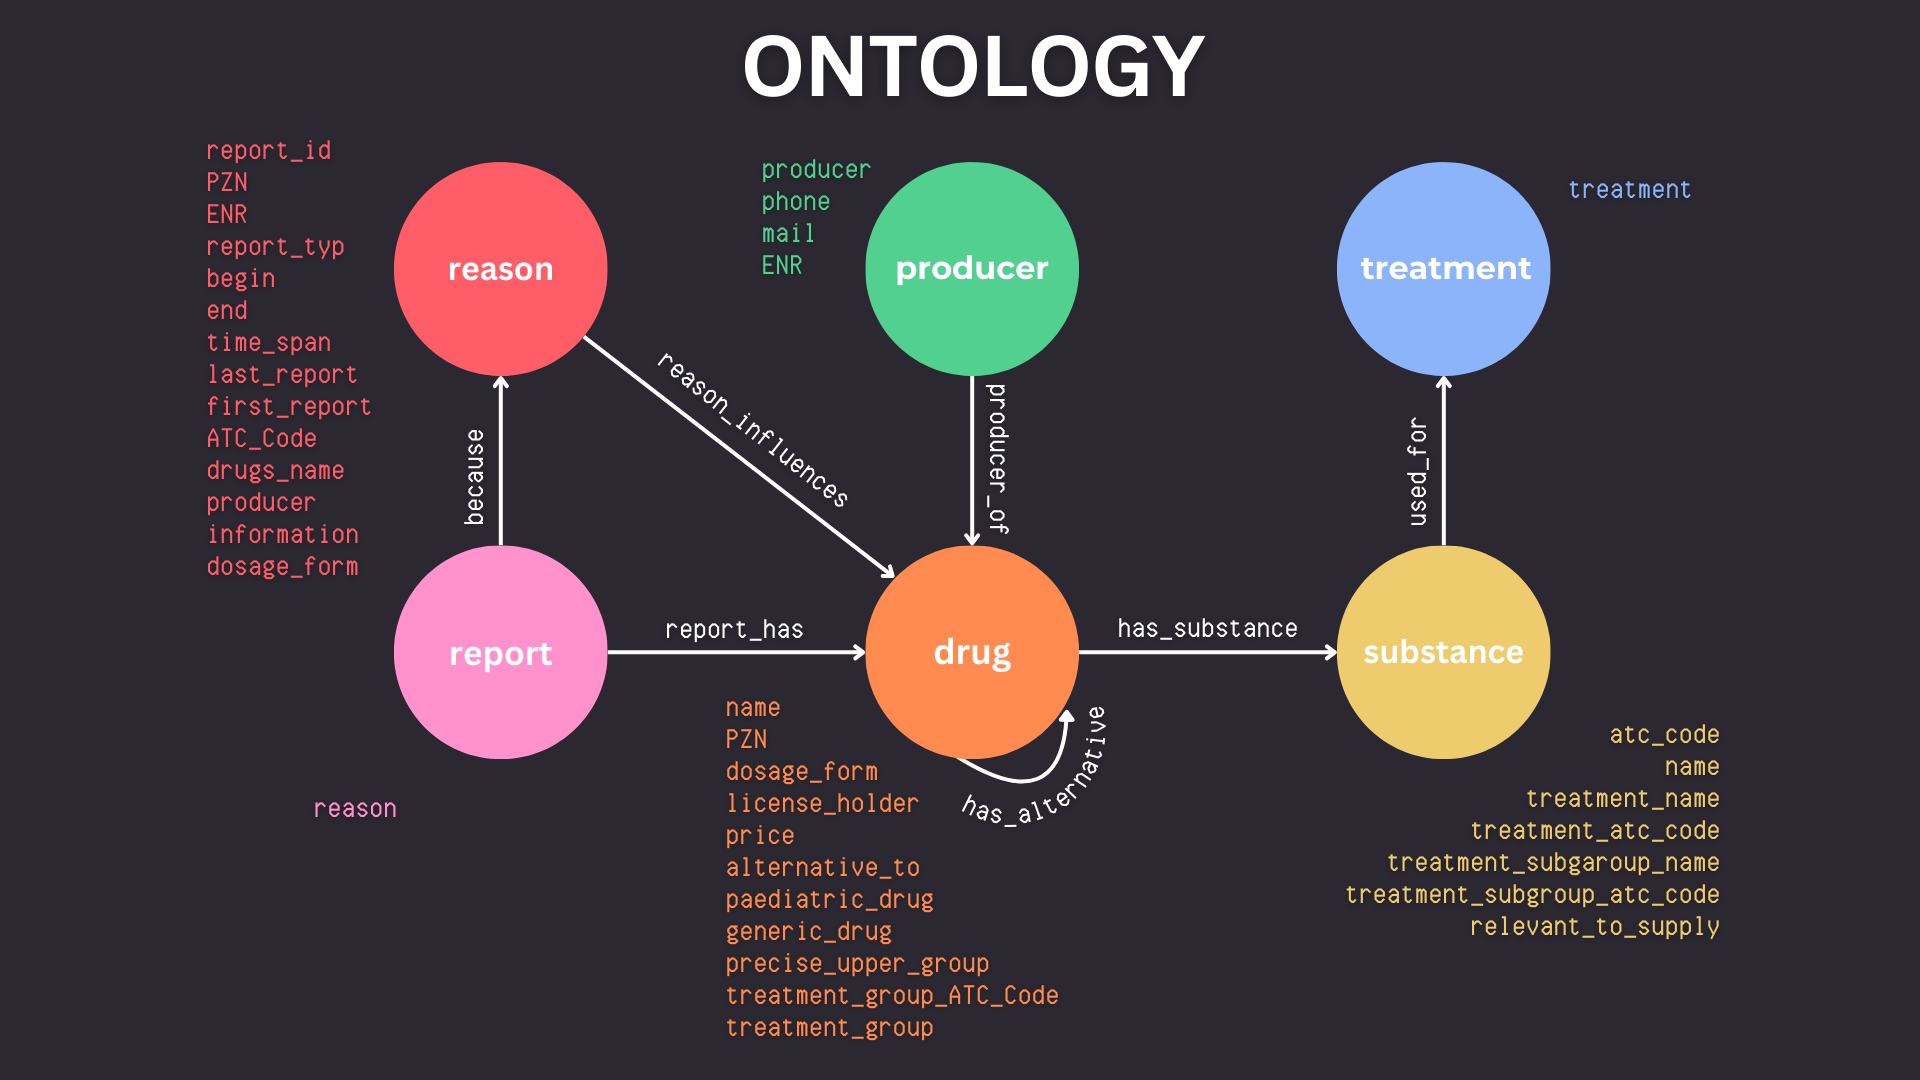 ONTOLOGY
report_id
PZN
ENR
report_typ
begin
end
time_span
last_report
first_report
ATC_Code
drugs_name
producer
information
dosage_form
reason
producer
phone
mail
ENR
producer
treatment
treatment
because
reason_influences
producer_of
used_for
report
report_has
drug
has_substance
substance
reason
name
PZN
dosage_form
license_holder
price
alternative_to
paediatric_drug
generic_drug
precise_upper_group
treatment_group_ATC_Code
treatment_group
has_alternative
atc_code
name
treatment_name
treatment_atc_code
treatment_subgaroup_name
treatment_subgroup_atc_code
relevant_to_supply